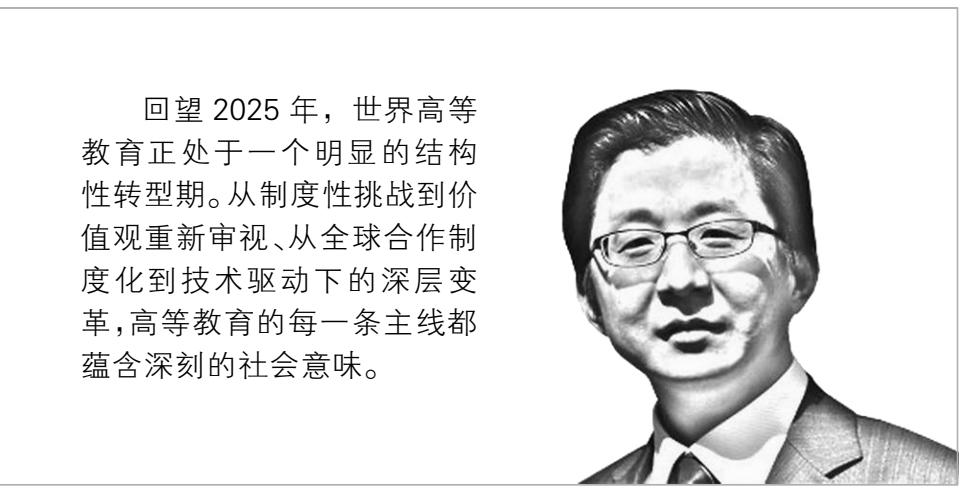 回望 2025 年，世界高等
教育正处于一个明显的结构
性转型期。从制度性挑战到价
值观重新审视、从全球合作制
度化到技术驱动下的深层变
革，高等教育的每一条主线都
蕴含深刻的社会意味。